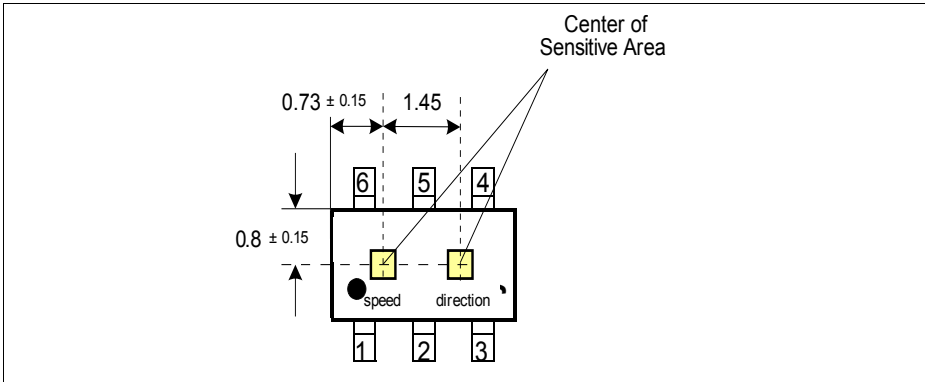 Center of
Sensitive Area
0.73 ± 0.15
1.45
6
5
4
0.8 ± 0.15
speed
direction
1
2
3